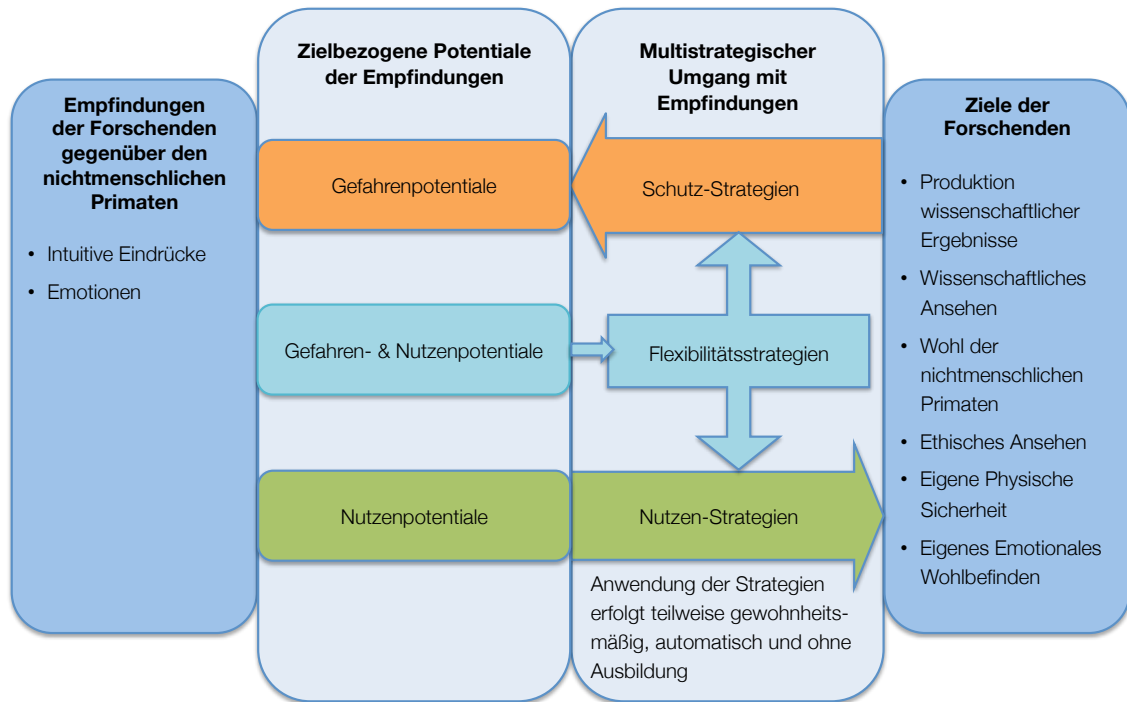 Empfindungen
der Forschenden
gegenüber den
nichtmenschlichen
Primaten
• Intuitive Eindrücke
• Emotionen
Zielbezogene Potentiale
der Empfindungen
Gefahrenpotentiale
Gefahren- & Nutzenpotentiale
Nutzenpotentiale
Multistrategischer
Umgang mit
Empfindungen
Schutz-Strategien
Flexibilitätsstrategien
Nutzen-Strategien
Anwendung der Strategien
erfolgt teilweise gewohnheits-
mäßig, automatisch und ohne
Ausbildung
Ziele der
Forschenden
• Produktion
wissenschaftlicher
Ergebnisse
• Wissenschaftliches
Ansehen
• Wohl der
nichtmenschlichen
Primaten
• Ethisches Ansehen
• Eigene Physische
Sicherheit
• Eigenes Emotionales
Wohlbefinden